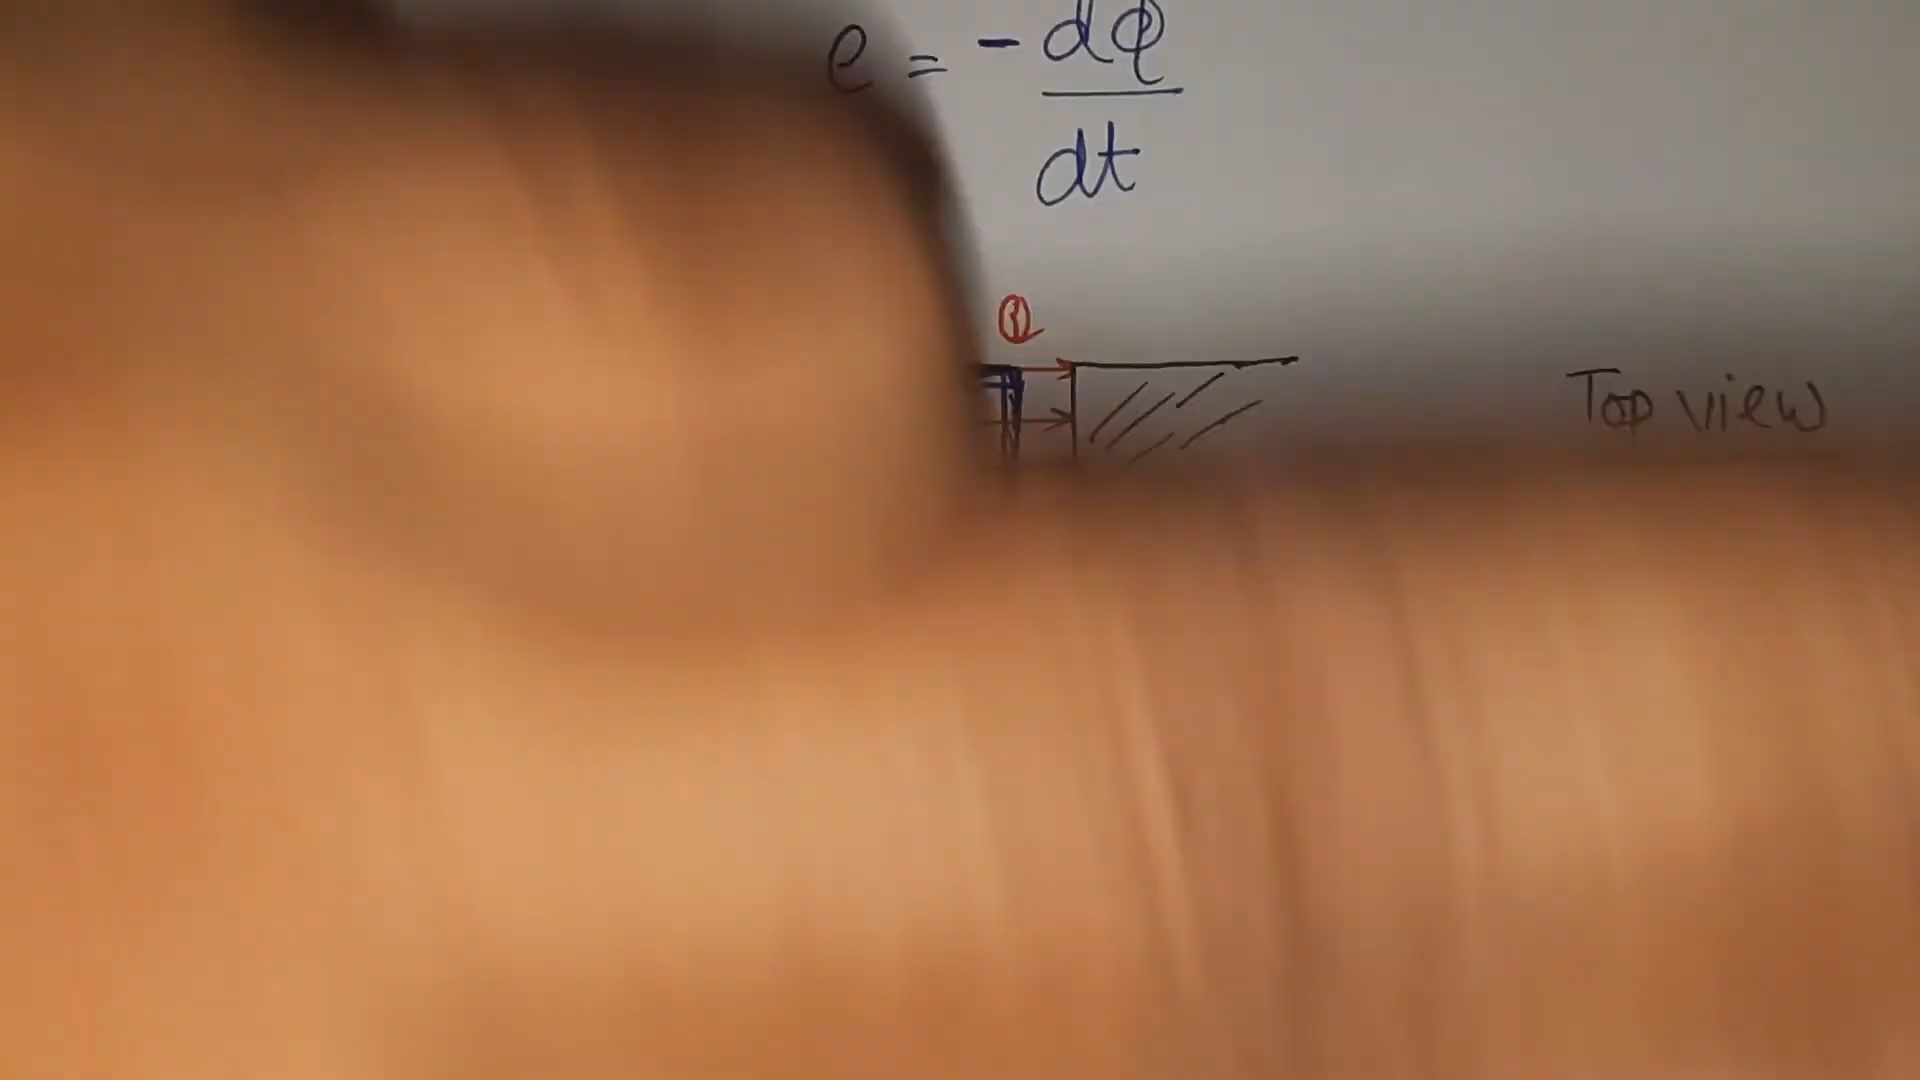 e = - dφ
dt
Top view